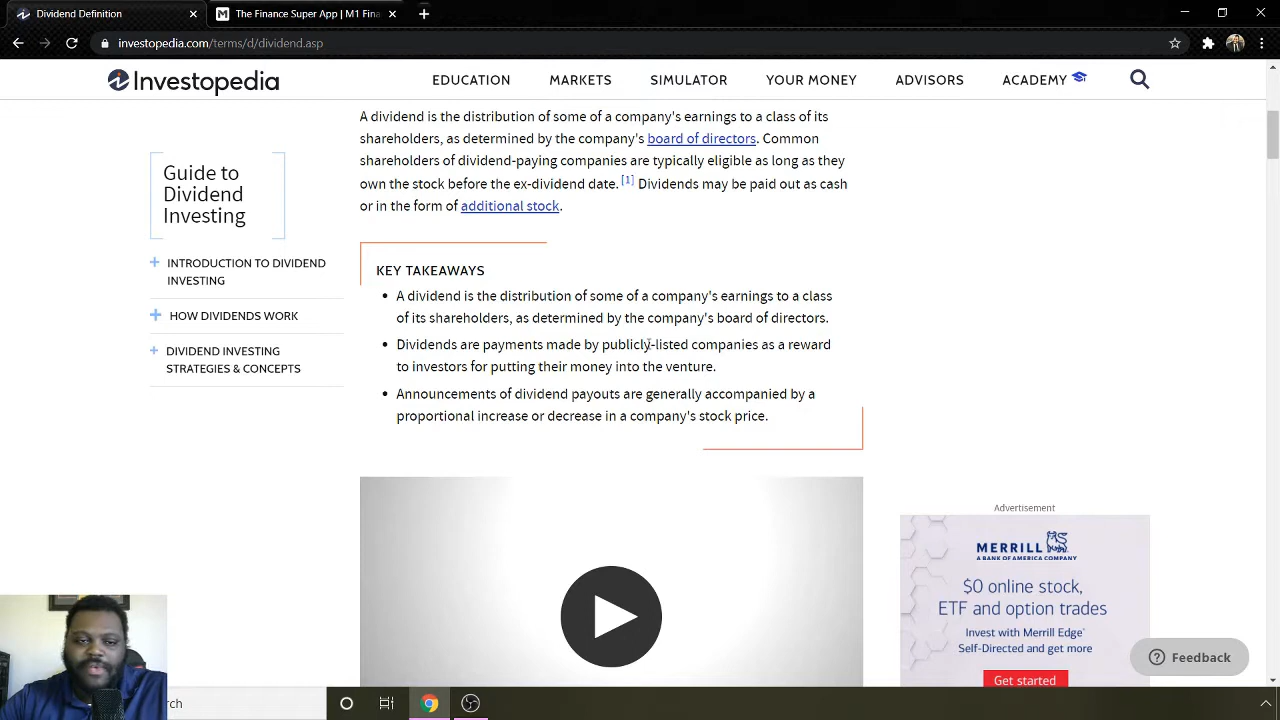 Dividend Definition
The Finance Super App | M1 Fina
investopedia.com/terms/d/dividend.asp
Investopedia
EDUCATION
MARKETS
SIMULATOR
YOUR MONEY
ADVISORS
ACADEMY
Guide to
Dividend
Investing
INTRODUCTION TO DIVIDEND
INVESTING
HOW DIVIDENDS WORK
DIVIDEND INVESTING
STRATEGIES & CONCEPTS
A dividend is the distribution of some of a company's earnings to a class of its
shareholders, as determined by the company's board of directors. Common
shareholders of dividend-paying companies are typically eligible as long as they
own the stock before the ex-dividend date. [1] Dividends may be paid out as cash
or in the form of additional stock.
KEY TAKEAWAYS
• A dividend is the distribution of some of a company's earnings to a class
of its shareholders, as determined by the company's board of directors.
• Dividends are payments made by publicly-listed companies as a reward
to investors for putting their money into the venture.
• Announcements of dividend payouts are generally accompanied by a
proportional increase or decrease in a company's stock price.
Advertisement
MERRILL
A BANK OF AMERICA COMPANY
$0 online stock,
ETF and option trades
Invest with Merrill Edge®
Self-Directed and get more
Get started
Feedback
rch